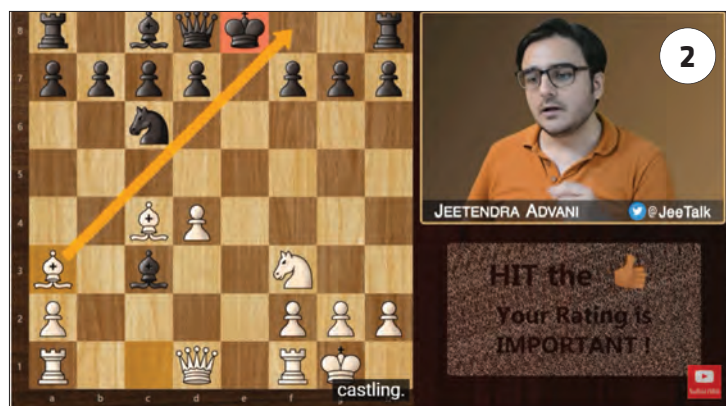 8
7
6
5
4
3
2
1
a
b
c
d
e
f
castling.
2
JEETENDRA ADVANI
@JeeTalk
HIT the
Your Rating is
IMPORTANT !